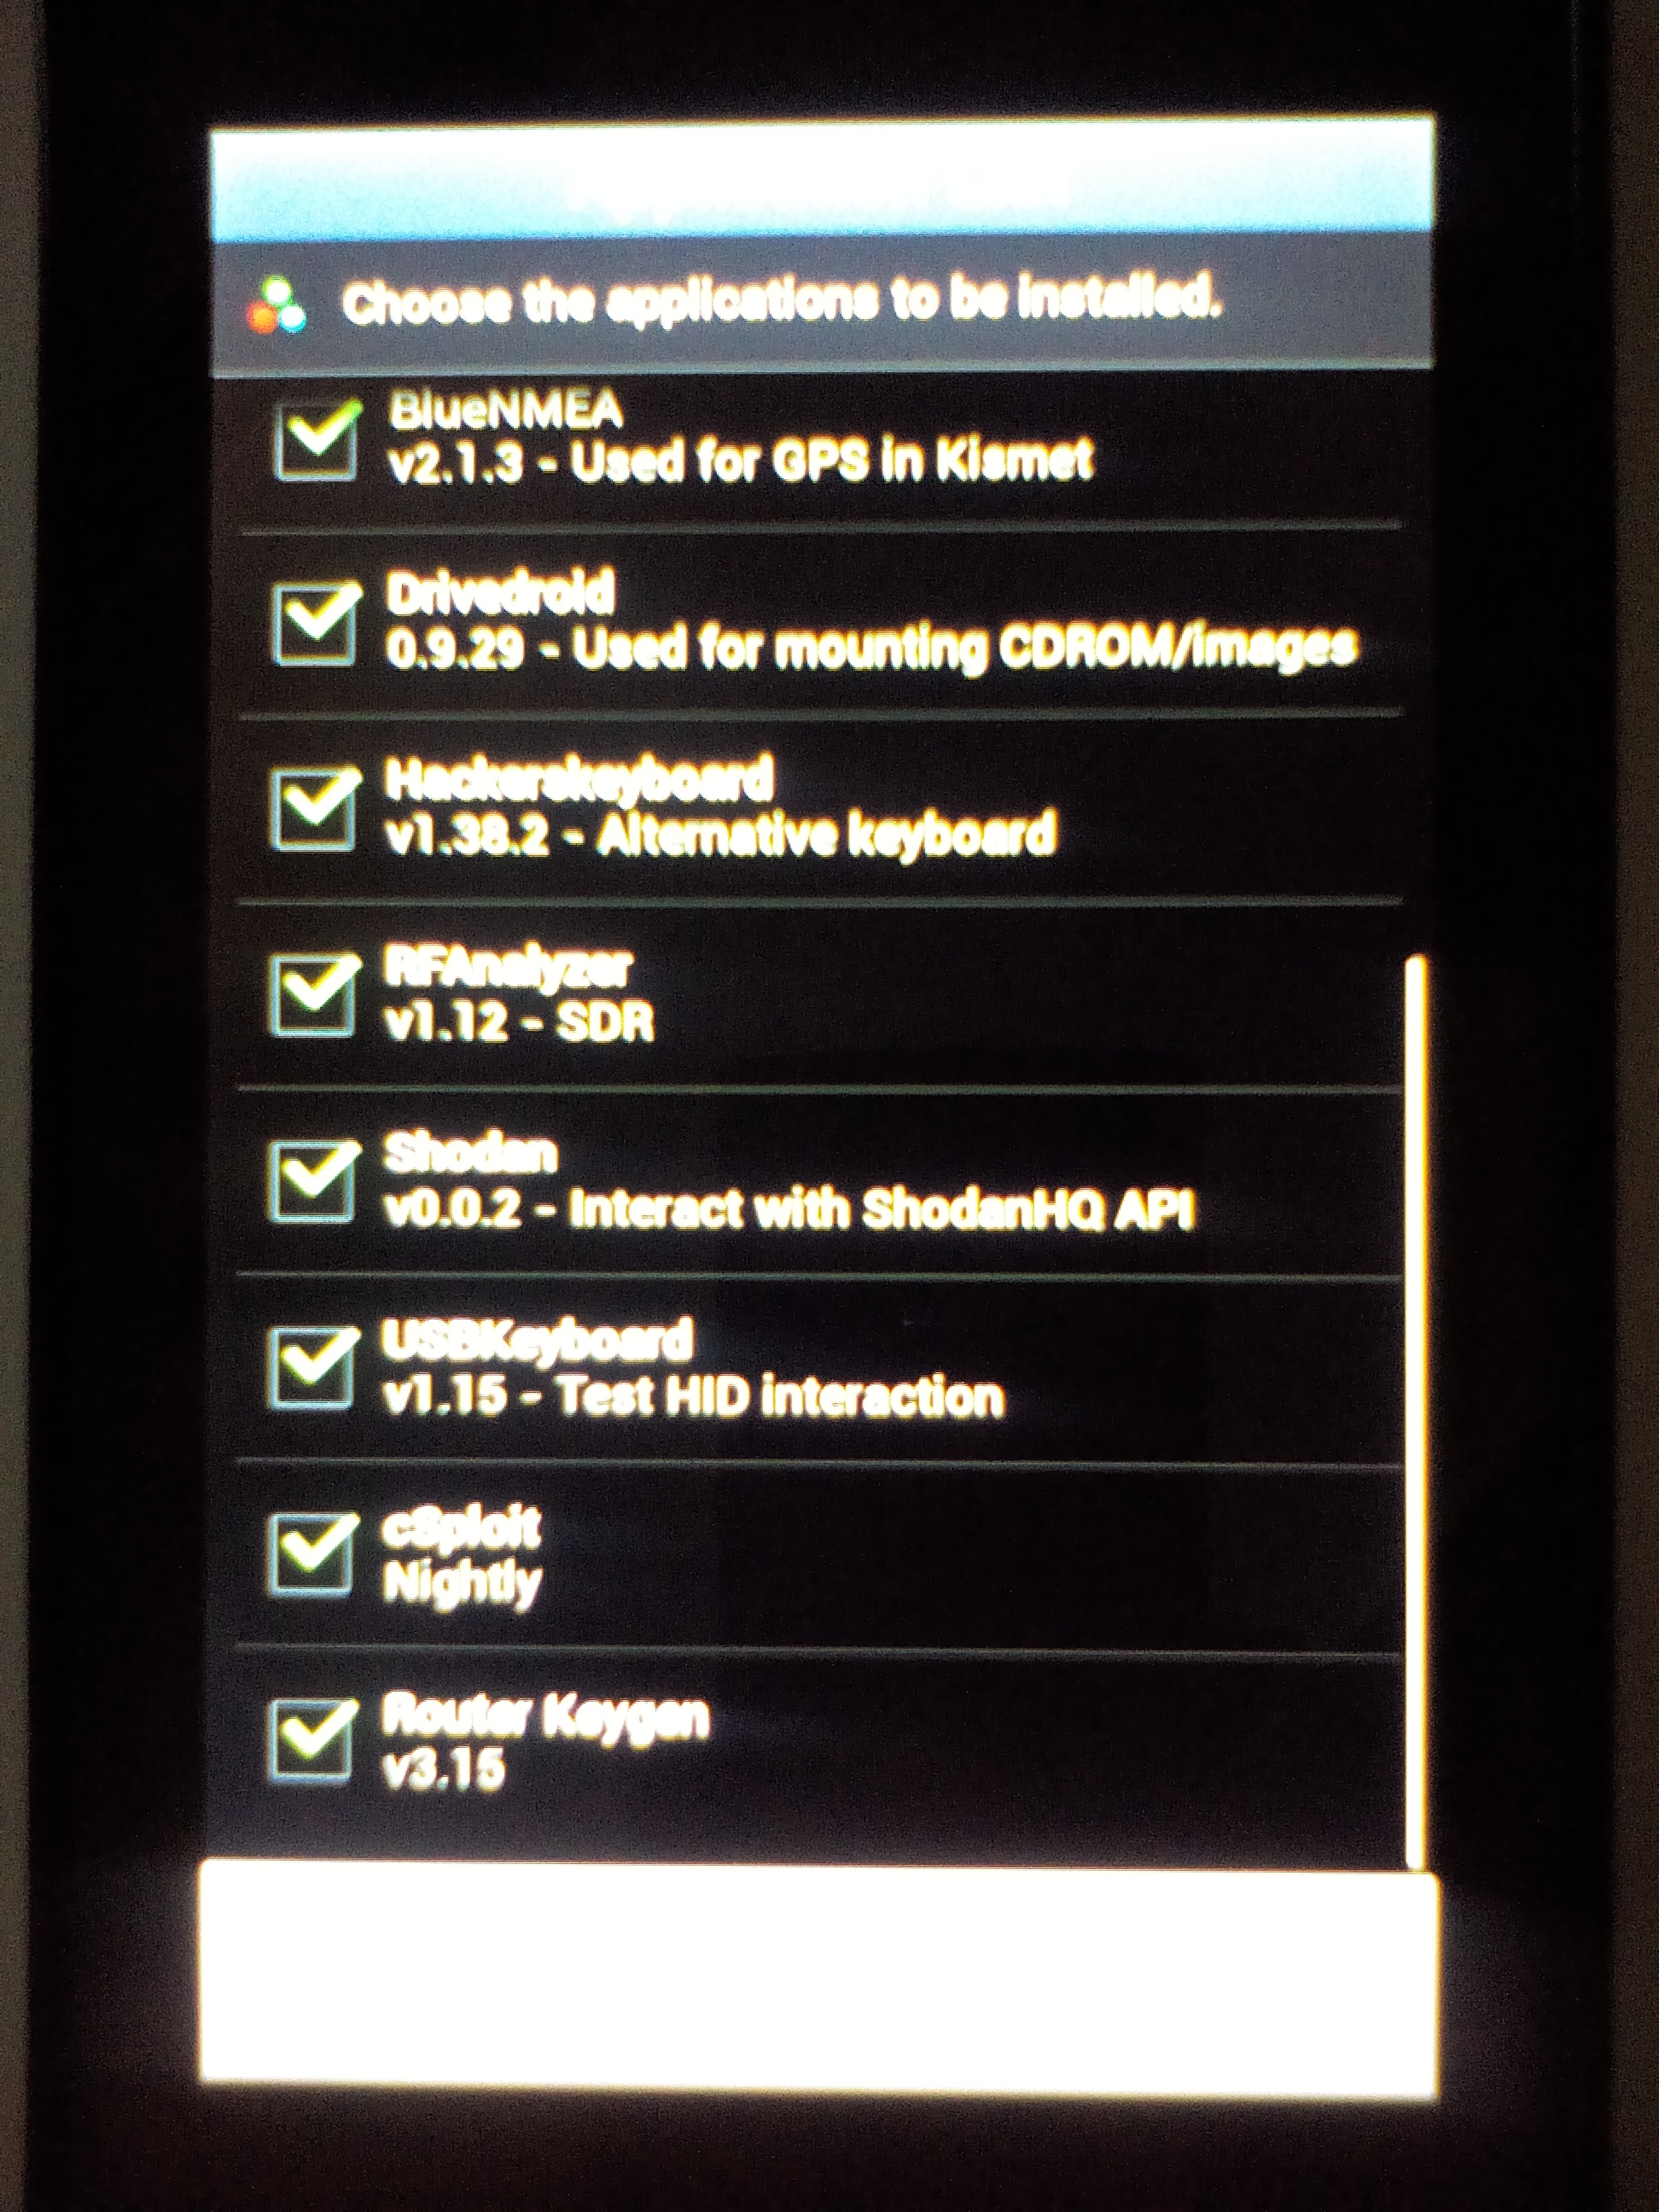 Choose the applications to be installed.
BlueNMEA
v2.1.3 - Used for GPS in Kismet
Drivedroid
0.9.29 - Used for mounting CDROM/images
Hackerskeyboard
v1.38.2 - Alternative keyboard
RFAnalyzer
v1.12 - SDR
Shodan
v0.0.2 - Interact with ShodanHQ API
USBKeyboard
v1.15 - Test HID interaction
cSploit
Nightly
Router Keygen
v3.15